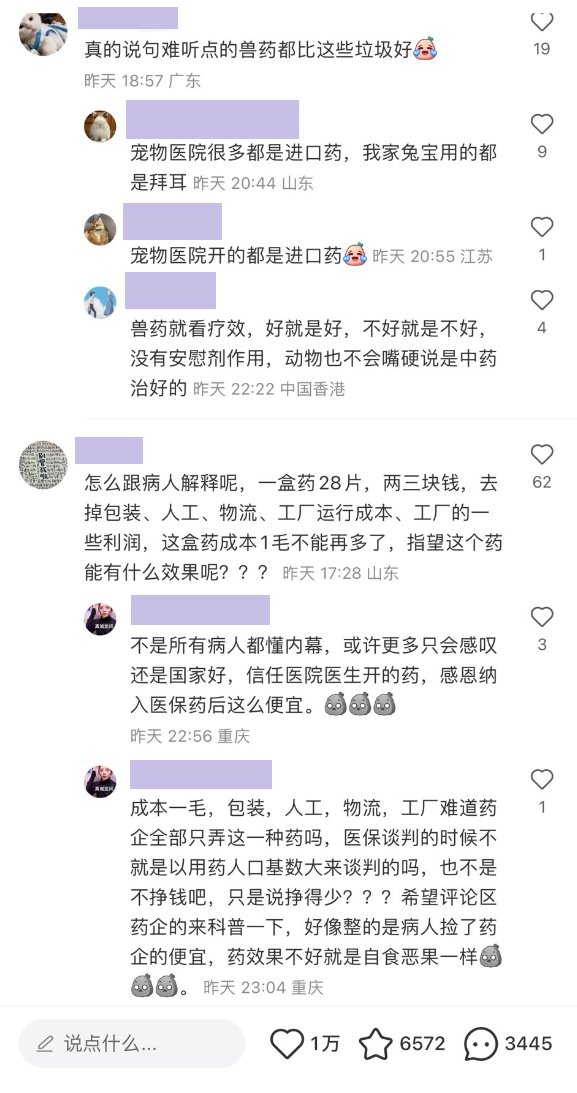 真的说句难听点的兽药都比这些垃圾好
19
昨天 18:57 广东
宠物医院很多都是进口药，我家兔宝用的都
是拜耳 昨天 20:44 山东
9
宠物医院开的都是进口药 昨天 20:55 江苏
1
兽药就看疗效，好就是好，不好就是不好，
没有安慰剂作用，动物也不会嘴硬说是中药
治好的 昨天 22:22 中国香港
4
怎么跟病人解释呢，一盒药28片，两三块钱，去
掉包装、人工、物流、工厂运行成本、工厂的一
些利润，这盒药成本1毛不能再多了，指望这个药
能有什么效果呢？？？ 昨天 17:28 山东
62
不是所有病人都懂内幕，或许更多只会感叹
还是国家好，信任医院医生开的药，感恩纳
入医保药后这么便宜。
昨天 22:56 重庆
3
成本一毛，包装，人工，物流，工厂难道药
企全部只弄这一种药吗，医保谈判的时候不
就是以用药人口基数大来谈判的吗，也不是
不挣钱吧，只是说挣得少？？？希望评论区
药企的来科普一下，好像整的是病人捡了药
企的便宜，药效果不好就是自食恶果一样
。 昨天 23:04 重庆
1
说点什么...
1万
6572
3445